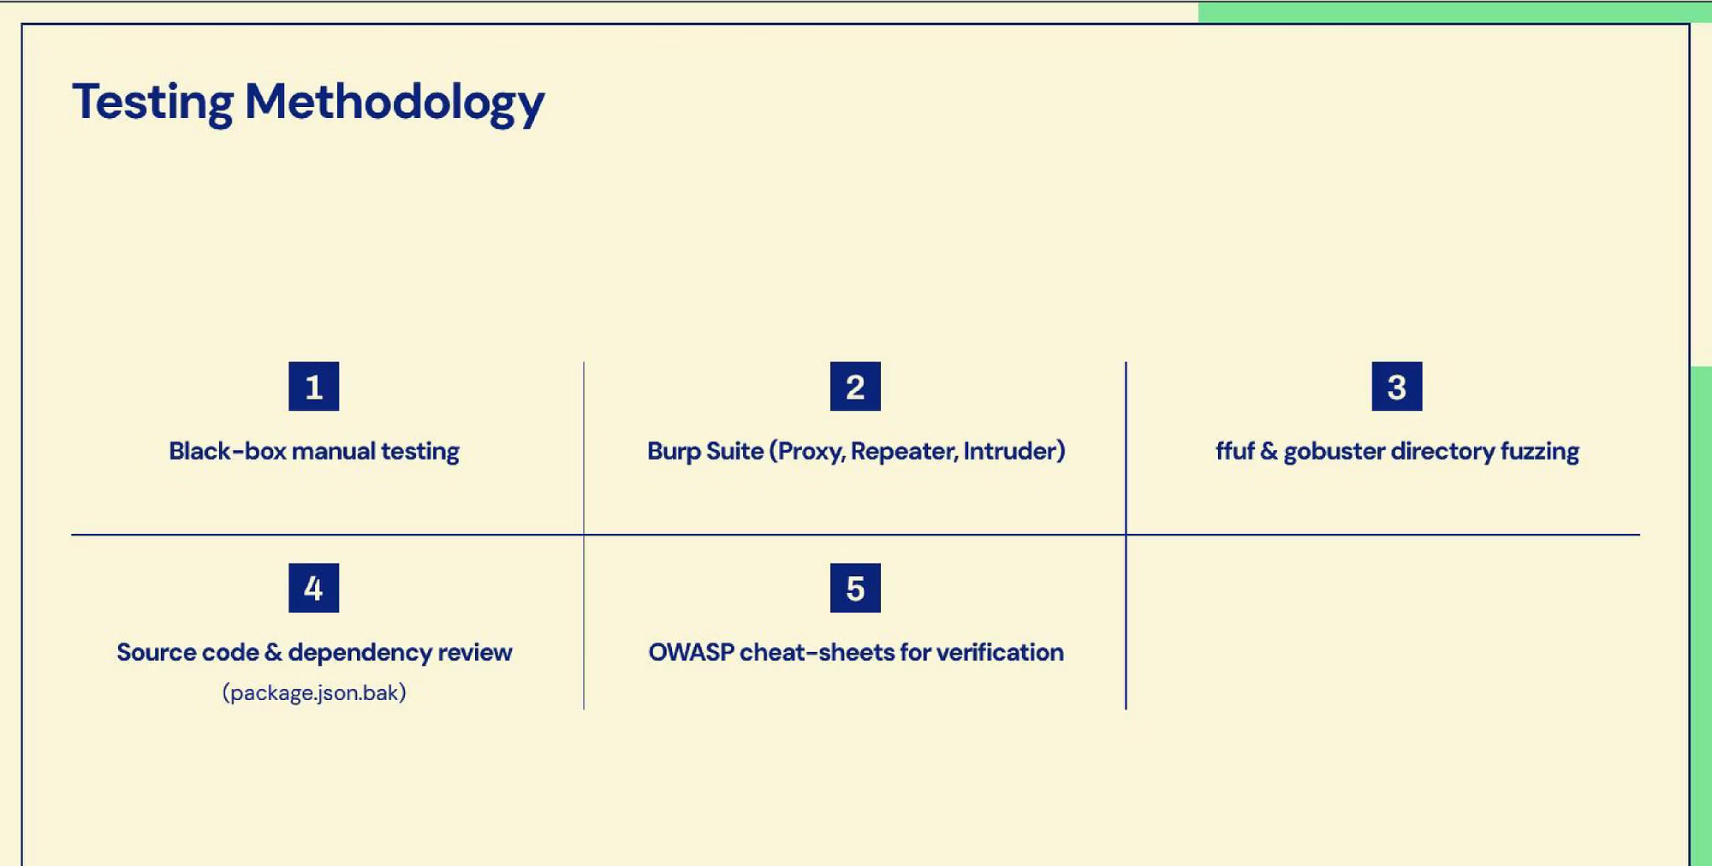 Testing Methodology
1
Black-box manual testing
2
Burp Suite (Proxy, Repeater, Intruder)
3
ffuf & gobuster directory fuzzing
4
Source code & dependency review
(package.json.bak)
5
OWASP cheat-sheets for verification